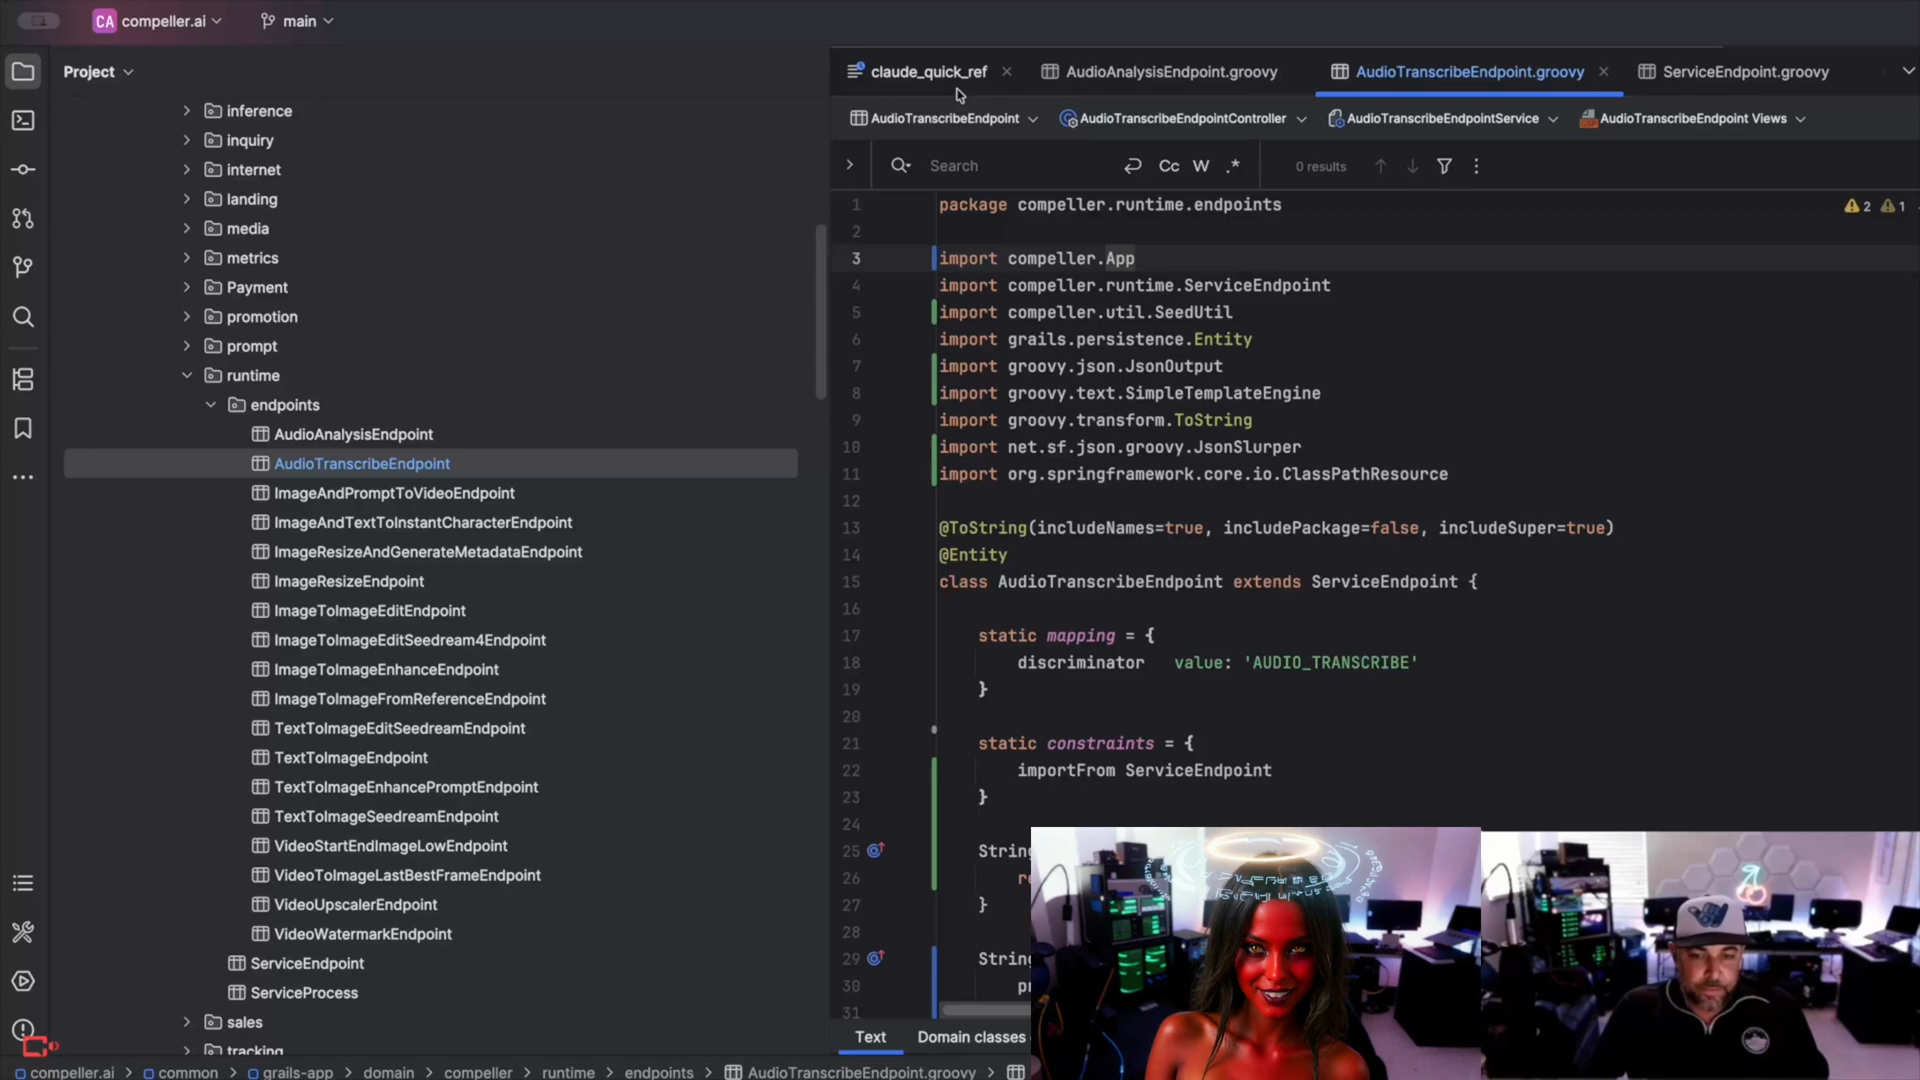 CA compeller.ai main
Project
inference
inquiry
internet
landing
media
metrics
Payment
promotion
prompt
runtime
endpoints
AudioAnalysisEndpoint
AudioTranscribeEndpoint
ImageAndPromptToVideoEndpoint
ImageAndTextToInstantCharacterEndpoint
ImageResizeAndGenerateMetadataEndpoint
ImageResizeEndpoint
ImageToImageEditEndpoint
ImageToImageEditSeedream4Endpoint
ImageToImageEnhanceEndpoint
ImageToImageFromReferenceEndpoint
TextToImageEditSeedreamEndpoint
TextToImageEndpoint
TextToImageEnhancePromptEndpoint
TextToImageSeedreamEndpoint
VideoStartEndImageLowEndpoint
VideoToImageLastBestFrameEndpoint
VideoUpscalerEndpoint
VideoWatermarkEndpoint
ServiceEndpoint
ServiceProcess
sales
tracking
claude_quick_ref AudioAnalysisEndpoint.groovy AudioTranscribeEndpoint.groovy ServiceEndpoint.groovy
AudioTranscribeEndpoint AudioTranscribeEndpointController AudioTranscribeEndpointService AudioTranscribeEndpoint Views
Search Cc W .* 0 results
1 package compeller.runtime.endpoints 2 1
2
3 import compeller.App
4 import compeller.runtime.ServiceEndpoint
5 import compeller.util.SeedUtil
6 import grails.persistence.Entity
7 import groovy.json.JsonOutput
8 import groovy.text.SimpleTemplateEngine
9 import groovy.transform.ToString
10 import net.sf.json.groovy.JsonSlurper
11 import org.springframework.core.io.ClassPathResource
12
13 @ToString(includeNames=true, includePackage=false, includeSuper=true)
14 @Entity
15 class AudioTranscribeEndpoint extends ServiceEndpoint {
16
17 static mapping = {
18 discriminator value: 'AUDIO_TRANSCRIBE'
19 }
20
21 static constraints = {
22 importFrom ServiceEndpoint
23 }
24
25 String
26 re
27 }
28
29 String
30 pr
31
Text Domain classes
compeller.ai > common > grails-app > domain > compeller > runtime > endpoints > AudioTranscribeEndpoint.groovy >